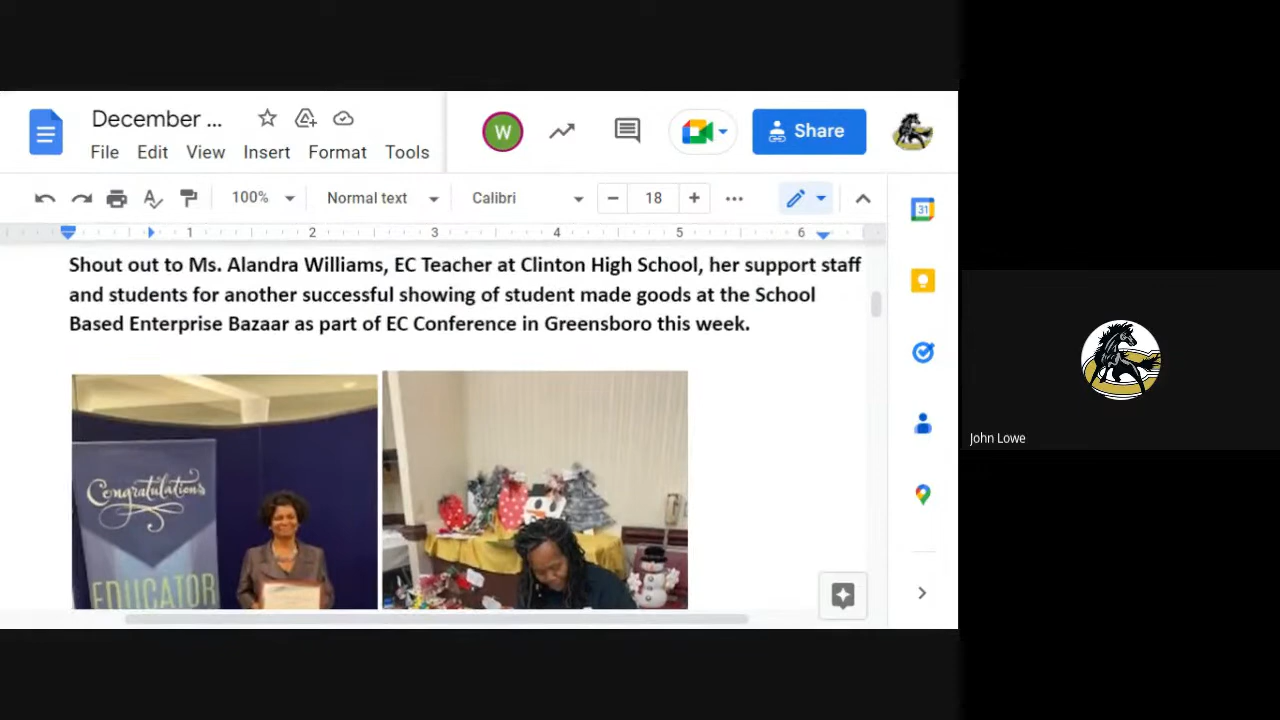 December ...
File Edit View Insert Format Tools
W
Share
100% Normal text Calibri 18
1 2 3 4 5 6
31
Shout out to Ms. Alandra Williams, EC Teacher at Clinton High School, her support staff
and students for another successful showing of student made goods at the School
Based Enterprise Bazaar as part of EC Conference in Greensboro this week.
Congratulations
EDUCATOR
John Lowe